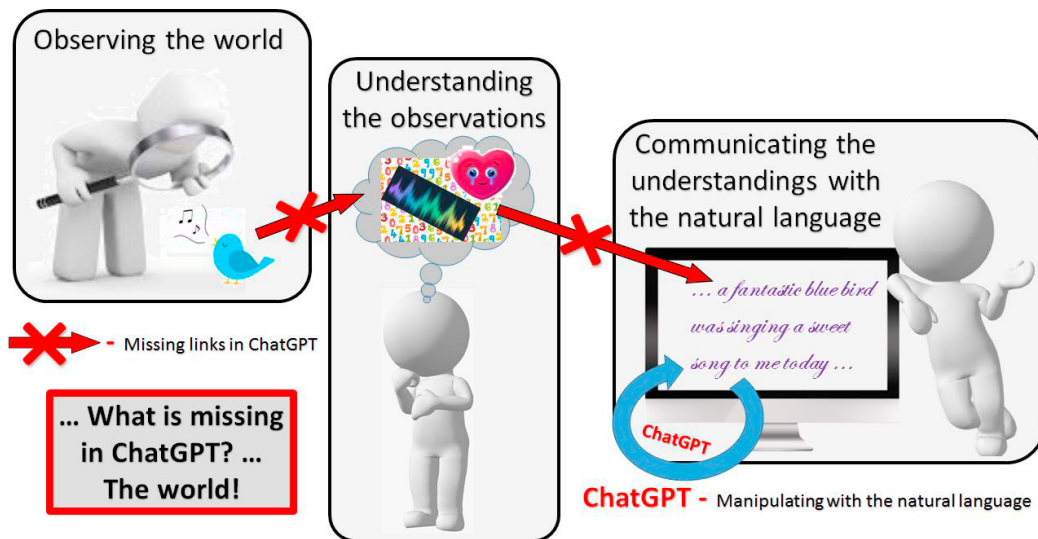 Observing the world
Understanding
the observations
Communicating the
understandings with
the natural language
... a fantastic blue bird
was singing a sweet
song to me today ...
- Missing links in ChatGPT
... What is missing
in ChatGPT? ...
The world!
ChatGPT
ChatGPT - Manipulating with the natural language